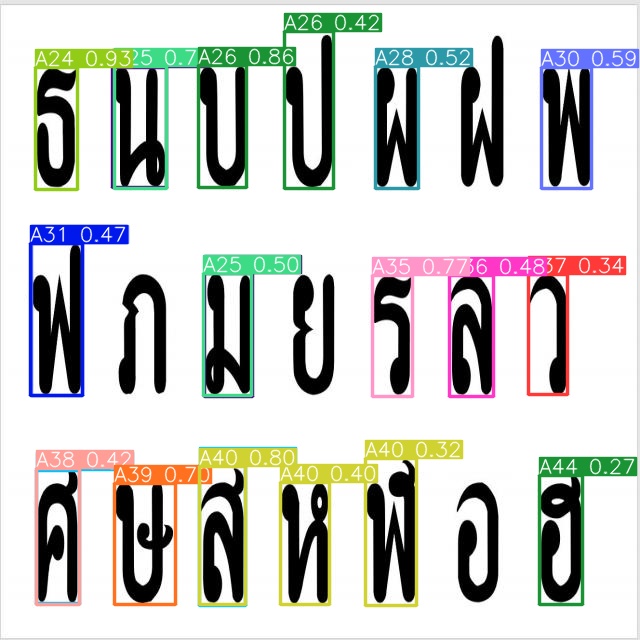 A26 0.42
A24 0.93 25 0.7 A26 0.86 A28 0.52 A30 0.59
ธ น บ ป ผ ฝ พ
A31 0.47 A25 0.50 A35 0.77 36 0.48 37 0.34
ฟ ภ ม ย ร ล ว
A38 0.42 A39 0.70 A40 0.80 A40 0.40 A40 0.32 A44 0.27
ศ ษ ส ห ฬ อ ฮ